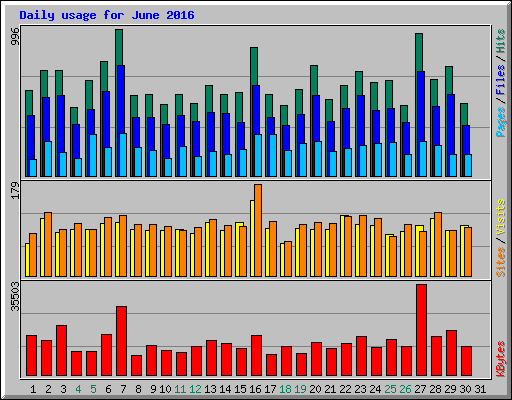 Daily usage for June 2016
996
Pages / Files / Hits
179
Sites / Visits
35503
KBytes
1 2 3 4 5 6 7 8 9 10 11 12 13 14 15 16 17 18 19 20 21 22 23 24 25 26 27 28 29 30 31